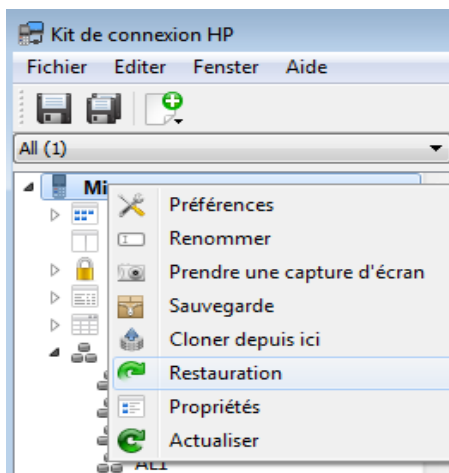 Kit de connexion HP
Fichier Editer Fenster Aide
All (1)
Préférences
Renommer
Prendre une capture d'écran
Sauvegarde
Cloner depuis ici
Restauration
Propriétés
Actualiser